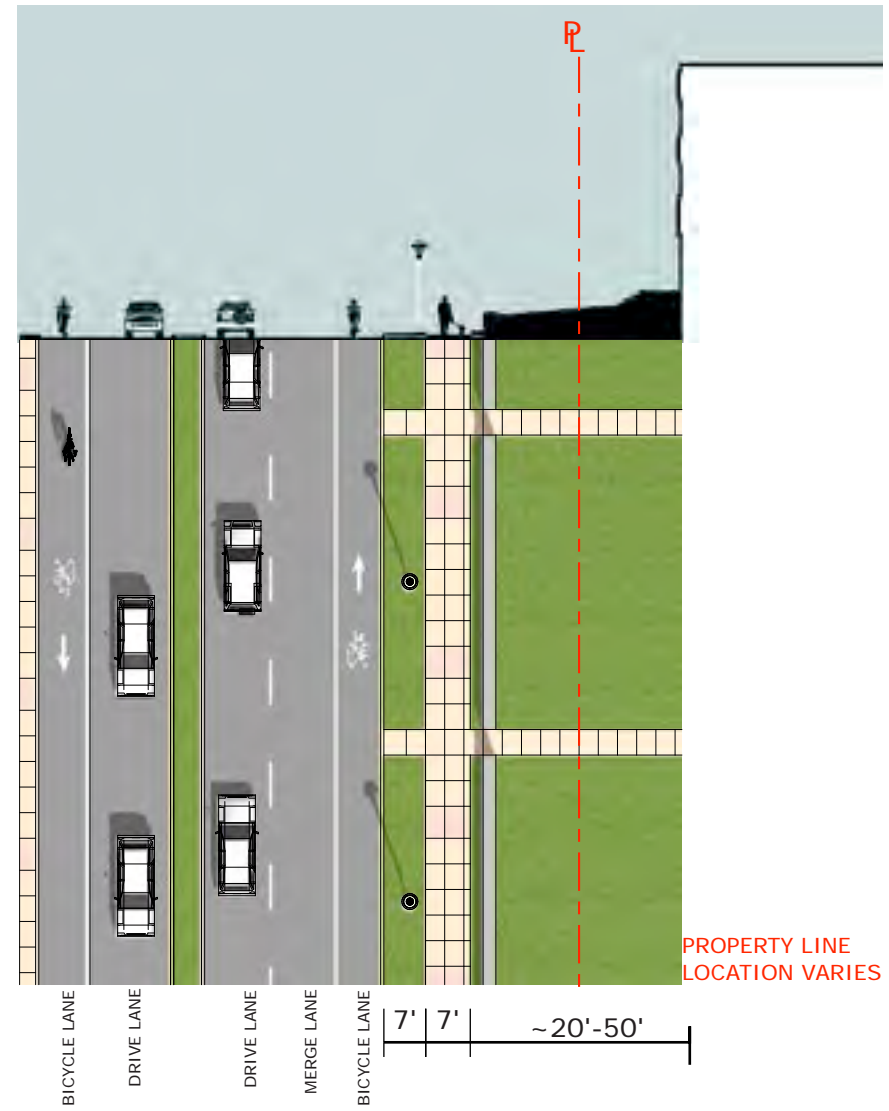 PL
PROPERTY LINE
LOCATION VARIES
BICYCLE LANE
DRIVE LANE
DRIVE LANE
MERGE LANE
BICYCLE LANE
7'
7'
~20'-50'